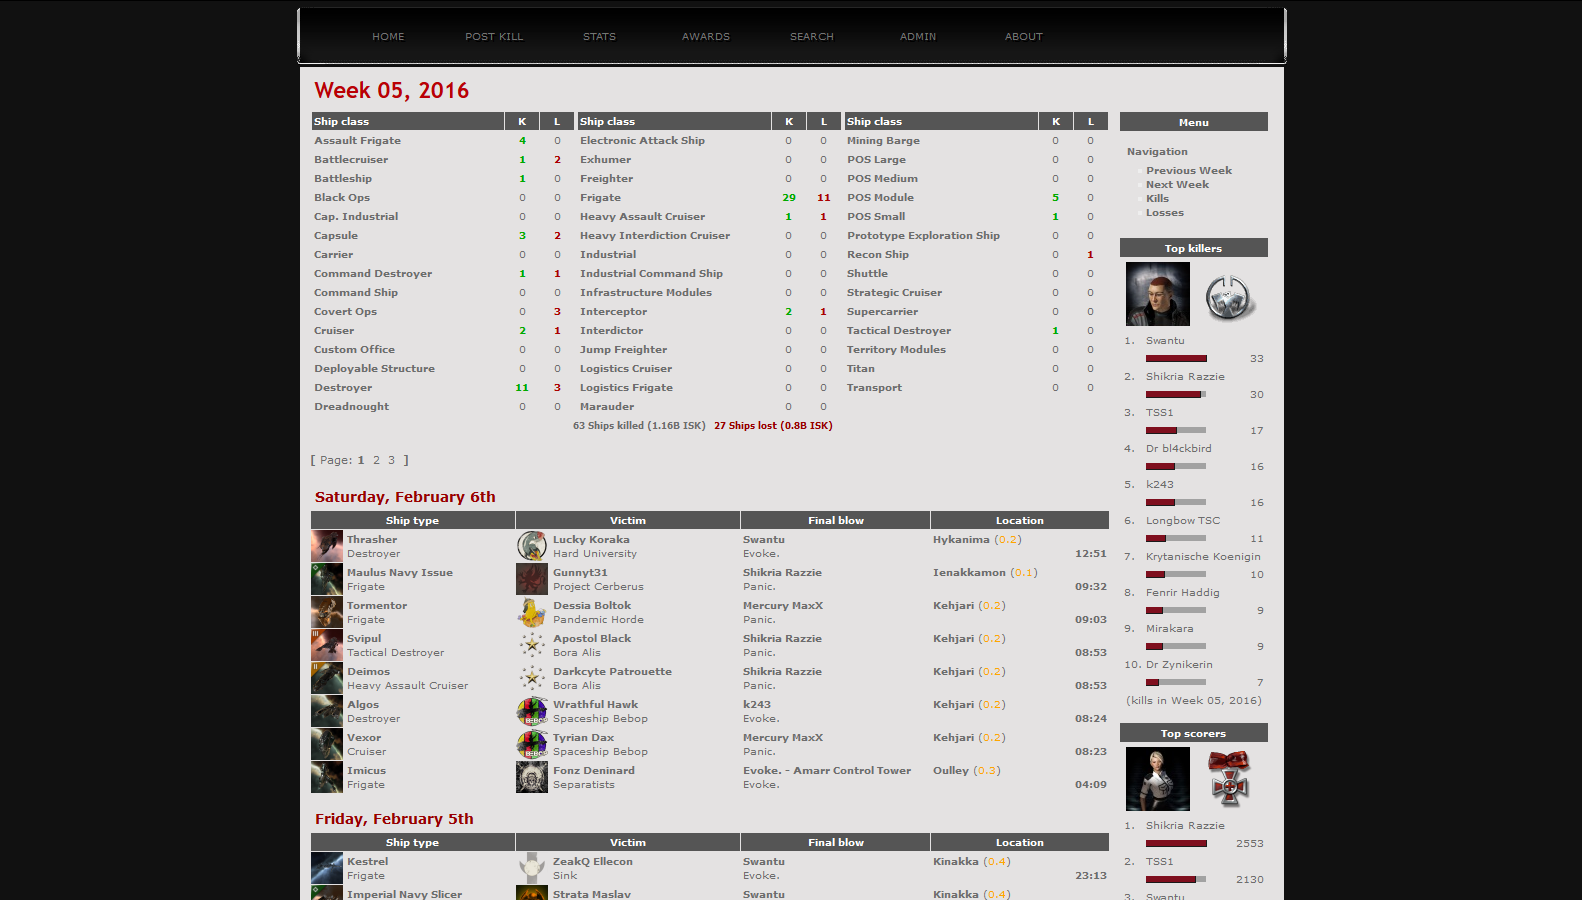 HOME POST KILL STATS AWARDS SEARCH ADMIN ABOUT
Week 05, 2016
Ship class K L Ship class K L Ship class K L
Assault Frigate 4 0 Electronic Attack Ship 0 0 Mining Barge 0 0
Battlecruiser 1 2 Exhumer 0 0 POS Large 0 0
Battleship 1 0 Freighter 0 0 POS Medium 0 0
Black Ops 0 0 Frigate 29 11 POS Module 5 0
Cap. Industrial 0 0 Heavy Assault Cruiser 1 1 POS Small 1 0
Capsule 3 2 Heavy Interdiction Cruiser 0 0 Prototype Exploration Ship 0 0
Carrier 0 0 Industrial 0 0 Recon Ship 0 1
Command Destroyer 1 1 Industrial Command Ship 0 0 Shuttle 0 0
Command Ship 0 0 Infrastructure Modules 0 0 Strategic Cruiser 0 0
Covert Ops 0 3 Interceptor 2 1 Supercarrier 0 0
Cruiser 2 1 Interdictor 0 0 Tactical Destroyer 1 0
Custom Office 0 0 Jump Freighter 0 0 Territory Modules 0 0
Deployable Structure 0 0 Logistics Cruiser 0 0 Titan 0 0
Destroyer 11 3 Logistics Frigate 0 0 Transport 0 0
Dreadnought 0 0 Marauder 0 0
63 Ships killed (1.16B ISK) 27 Ships lost (0.8B ISK)
[ Page: 1 2 3 ]
Saturday, February 6th
Ship type Victim Final blow Location
Thrasher Lucky Koraka Swantu Hykanima (0.2)
Destroyer Hard University Evoke. 12:51
Maulus Navy Issue Gunnyt31 Shikria Razzie Ienakkamon (0.1)
Frigate Project Cerberus Panic. 09:32
Tormentor Dessia Boltok Mercury MaxX Kehjari (0.2)
Frigate Pandemic Horde Panic. 09:03
Svipul Apostol Black Shikria Razzie Kehjari (0.2)
Tactical Destroyer Bora Alis Panic. 08:53
Deimos Darkcyte Patrouette Shikria Razzie Kehjari (0.2)
Heavy Assault Cruiser Bora Alis Panic. 08:53
Algos Wrathful Hawk k243 Kehjari (0.2)
Destroyer Spaceship Bebop Evoke. 08:24
Vexor Tyrian Dax Mercury MaxX Kehjari (0.2)
Cruiser Spaceship Bebop Panic. 08:23
Imicus Fonz Deninard Evoke. - Amarr Control Tower Oulley (0.3)
Frigate Separatists Evoke. 04:09
Friday, February 5th
Ship type Victim Final blow Location
Kestrel ZeakQ Ellecon Swantu Kinakka (0.4)
Frigate Sink Evoke. 23:13
Imperial Navy Slicer Strata Maslav Swantu Kinakka (0.4)
Menu
Navigation
Previous Week
Next Week
Kills
Losses
Top killers
1. Swantu
33
2. Shikria Razzie
30
3. TSS1
17
4. Dr bl4ckbird
16
5. k243
16
6. Longbow TSC
11
7. Krytanische Koenigin
10
8. Fenrir Haddig
9
9. Mirakara
9
10. Dr Zynikerin
7
(kills in Week 05, 2016)
Top scorers
1. Shikria Razzie
2553
2. TSS1
2130
3. Swantu